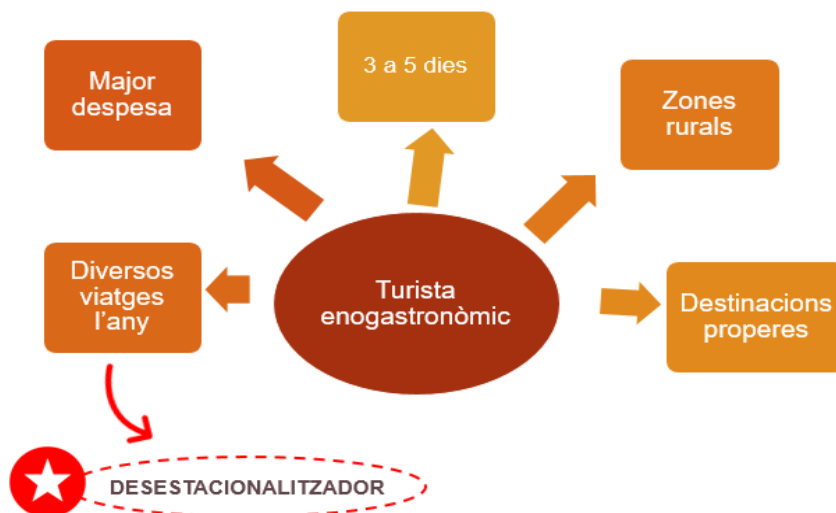 Major
despesa
3 a 5 dies
Zones
rurals
Diversos
viatges
l'any
Turista
enogastronòmic
Destinacions
properes
DESESTACIONALITZADOR